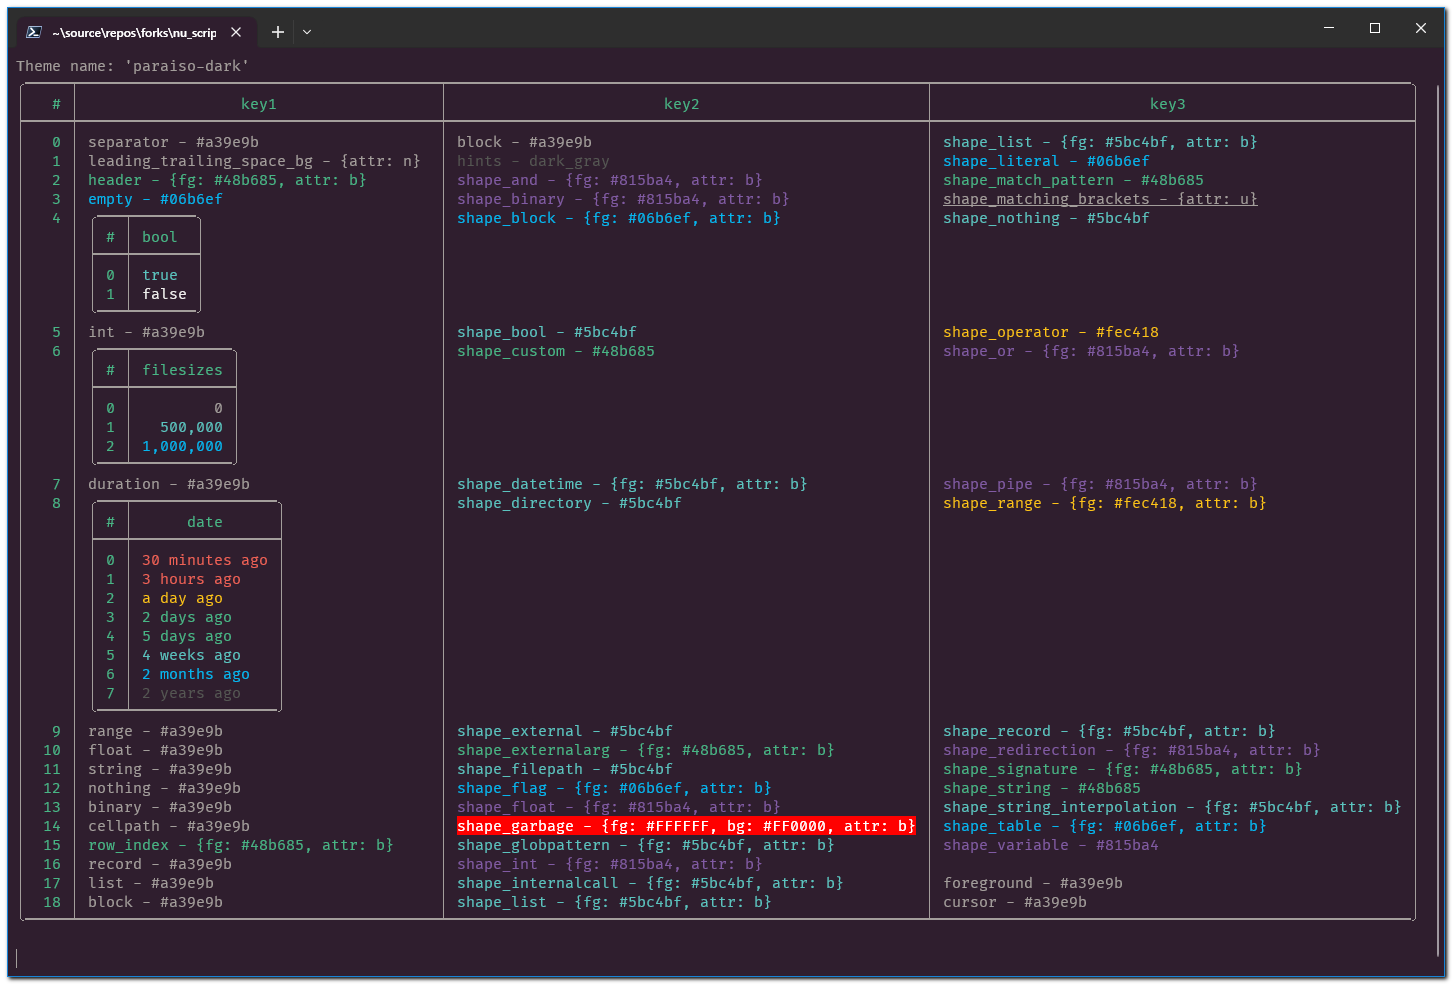 ~\source\repos\forks\nu_scrip
Theme name: 'paraiso-dark'
# key1 key2 key3
0 separator - #a39e9b block - #a39e9b shape_list - {fg: #5bc4bf, attr: b}
1 leading_trailing_space_bg - {attr: n} hints - dark_gray shape_literal - #06b6ef
2 header - {fg: #48b685, attr: b} shape_and - {fg: #815ba4, attr: b} shape_match_pattern - #48b685
3 empty - #06b6ef shape_binary - {fg: #815ba4, attr: b} shape_matching_brackets - {attr: u}
4 shape_block - {fg: #06b6ef, attr: b} shape_nothing - #5bc4bf
# bool
0 true
1 false
5 int - #a39e9b shape_bool - #5bc4bf shape_operator - #fec418
6 shape_custom - #48b685 shape_or - {fg: #815ba4, attr: b}
# filesizes
0 0
1 500,000
2 1,000,000
7 duration - #a39e9b shape_datetime - {fg: #5bc4bf, attr: b} shape_pipe - {fg: #815ba4, attr: b}
8 shape_directory - #5bc4bf shape_range - {fg: #fec418, attr: b}
# date
0 30 minutes ago
1 3 hours ago
2 a day ago
3 2 days ago
4 5 days ago
5 4 weeks ago
6 2 months ago
7 2 years ago
9 range - #a39e9b shape_external - #5bc4bf shape_record - {fg: #5bc4bf, attr: b}
10 float - #a39e9b shape_externalarg - {fg: #48b685, attr: b} shape_redirection - {fg: #815ba4, attr: b}
11 string - #a39e9b shape_filepath - #5bc4bf shape_signature - {fg: #48b685, attr: b}
12 nothing - #a39e9b shape_flag - {fg: #06b6ef, attr: b} shape_string - #48b685
13 binary - #a39e9b shape_float - {fg: #815ba4, attr: b} shape_string_interpolation - {fg: #5bc4bf, attr: b}
14 cellpath - #a39e9b shape_garbage - {fg: #FFFFFF, bg: #FF0000, attr: b} shape_table - {fg: #06b6ef, attr: b}
15 row_index - {fg: #48b685, attr: b} shape_globpattern - {fg: #5bc4bf, attr: b} shape_variable - #815ba4
16 record - #a39e9b shape_int - {fg: #815ba4, attr: b}
17 list - #a39e9b shape_internalcall - {fg: #5bc4bf, attr: b} foreground - #a39e9b
18 block - #a39e9b shape_list - {fg: #5bc4bf, attr: b} cursor - #a39e9b